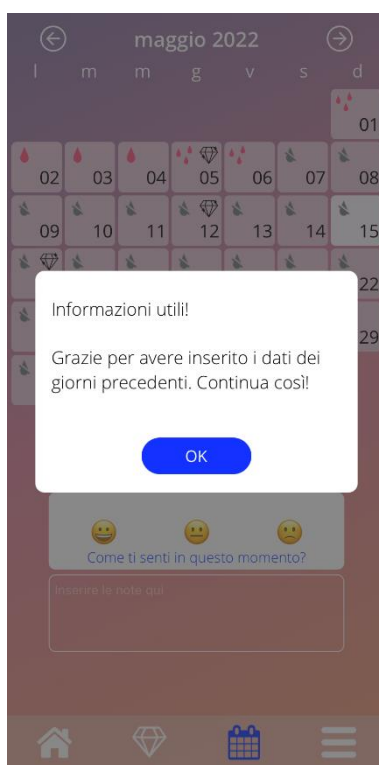 maggio 2022
l m m g v s d
01
02 03 04 05 06 07 08
09 10 11 12 13 14 15
22
Informazioni utili!
29
Grazie per avere inserito i dati dei
giorni precedenti. Continua così!
OK
Come ti senti in questo momento?
Inserire le note qui